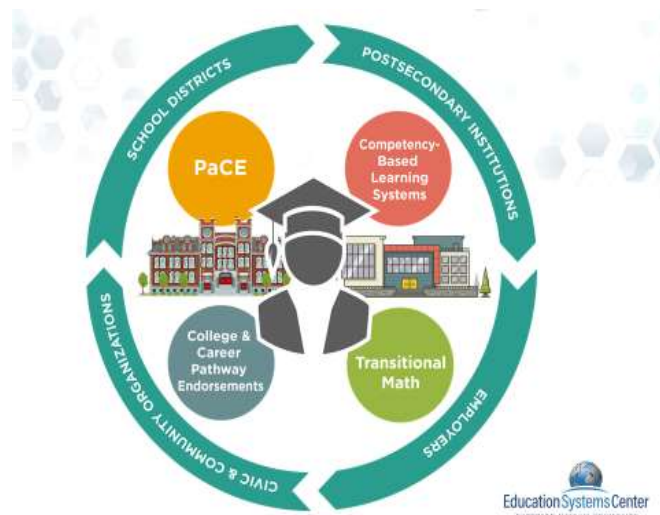 SCHOOL DISTRICTS
POSTSECONDARY INSTITUTIONS
PaCE
Competency-
Based
Learning
Systems
College &
Career
Pathway
Endorsements
Transitional
Math
CIVIC & COMMUNITY ORGANIZATIONS
EMPLOYERS
EducationSystemsCenter